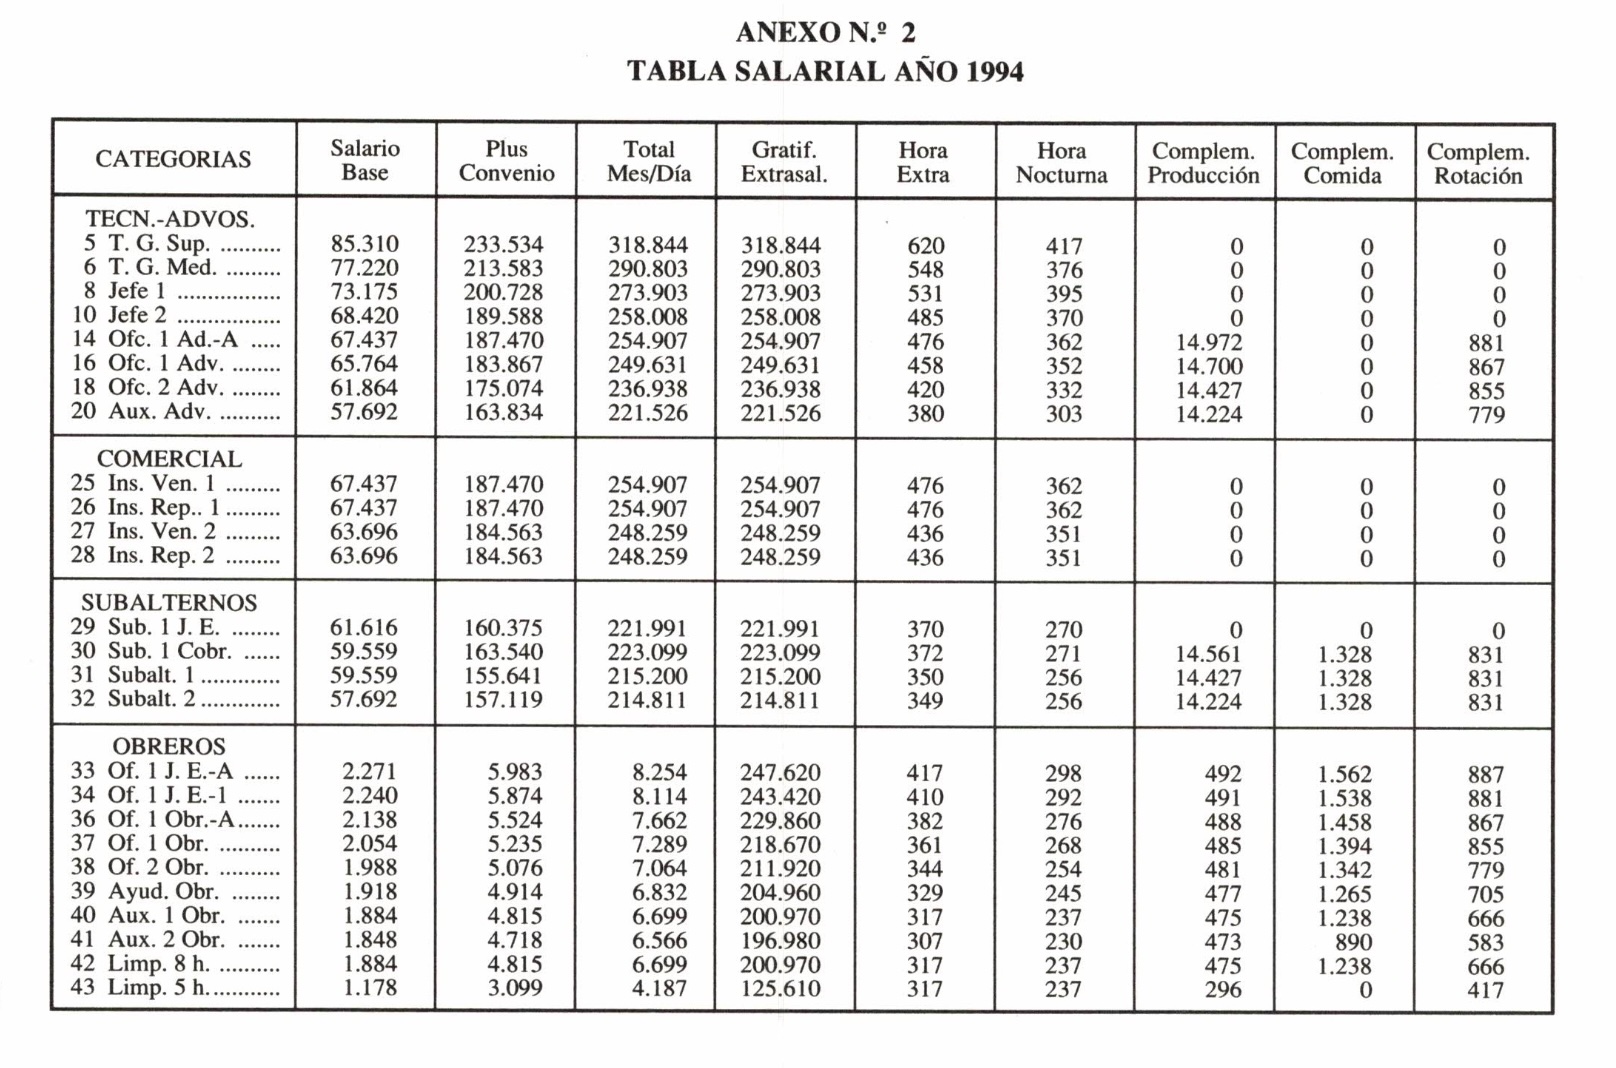 ANEXO N.º 2
TABLA SALARIAL AÑO 1994
CATEGORIAS Salario Base Plus Convenio Total Mes/Día Gratif. Extrasal. Hora Extra Hora Nocturna Complem. Producción Complem. Comida Complem. Rotación
TECN.-ADVOS.
5 T. G. Sup. .......... 85.310 233.534 318.844 318.844 620 417 0 0 0
6 T. G. Med. ......... 77.220 213.583 290.803 290.803 548 376 0 0 0
8 Jefe 1 ................. 73.175 200.728 273.903 273.903 531 395 0 0 0
10 Jefe 2 ................. 68.420 189.588 258.008 258.008 485 370 0 0 0
14 Ofc. 1 Ad.-A ..... 67.437 187.470 254.907 254.907 476 362 14.972 0 881
16 Ofc. 1 Adv. ........ 65.764 183.867 249.631 249.631 458 352 14.700 0 867
18 Ofc. 2 Adv. ........ 61.864 175.074 236.938 236.938 420 332 14.427 0 855
20 Aux. Adv. .......... 57.692 163.834 221.526 221.526 380 303 14.224 0 779
COMERCIAL
25 Ins. Ven. 1 ......... 67.437 187.470 254.907 254.907 476 362 0 0 0
26 Ins. Rep.. 1 ......... 67.437 187.470 254.907 254.907 476 362 0 0 0
27 Ins. Ven. 2 ......... 63.696 184.563 248.259 248.259 436 351 0 0 0
28 Ins. Rep. 2 ......... 63.696 184.563 248.259 248.259 436 351 0 0 0
SUBALTERNOS
29 Sub. 1 J. E. ........ 61.616 160.375 221.991 221.991 370 270 0 0 0
30 Sub. 1 Cobr. ...... 59.559 163.540 223.099 223.099 372 271 14.561 1.328 831
31 Subalt. 1 ............. 59.559 155.641 215.200 215.200 350 256 14.427 1.328 831
32 Subalt. 2 ............. 57.692 157.119 214.811 214.811 349 256 14.224 1.328 831
OBREROS
33 Of. 1 J. E.-A ...... 2.271 5.983 8.254 247.620 417 298 492 1.562 887
34 Of. 1 J. E.-1 ....... 2.240 5.874 8.114 243.420 410 292 491 1.538 881
36 Of. 1 Obr.-A....... 2.138 5.524 7.662 229.860 382 276 488 1.458 867
37 Of. 1 Obr. .......... 2.054 5.235 7.289 218.670 361 268 485 1.394 855
38 Of. 2 Obr. .......... 1.988 5.076 7.064 211.920 344 254 481 1.342 779
39 Ayud. Obr. ........ 1.918 4.914 6.832 204.960 329 245 477 1.265 705
40 Aux. 1 Obr. ....... 1.884 4.815 6.699 200.970 317 237 475 1.238 666
41 Aux. 2 Obr. ....... 1.848 4.718 6.566 196.980 307 230 473 890 583
42 Limp. 8 h. .......... 1.884 4.815 6.699 200.970 317 237 475 1.238 666
43 Limp. 5 h............ 1.178 3.099 4.187 125.610 317 237 296 0 417